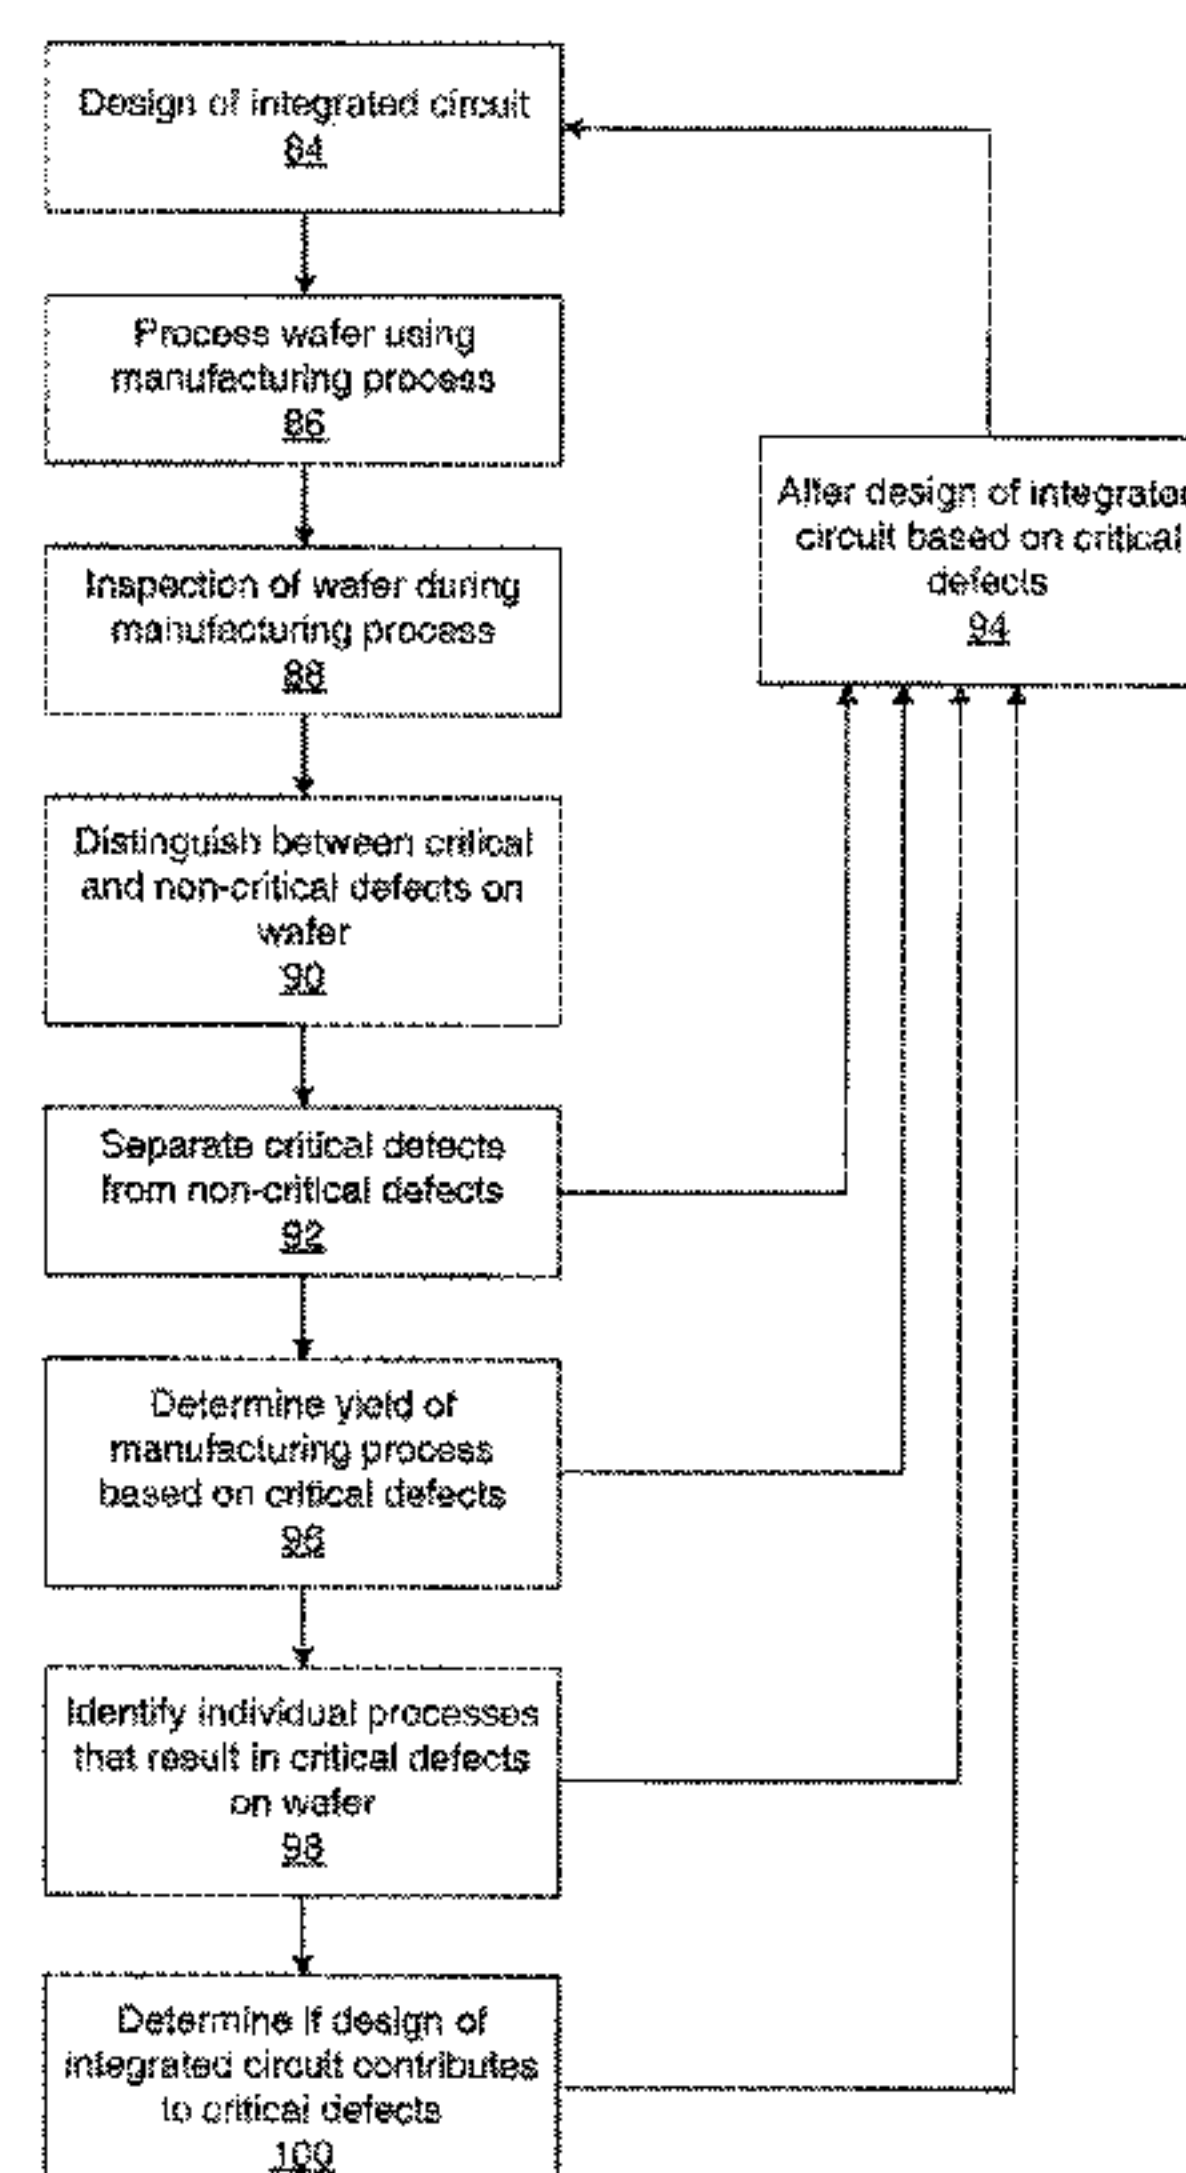 Design of integrated circuit
84
Process wafer using
manufacturing process
86
Inspection of wafer during
manufacturing process
88
Distinguish between critical
and non-critical defects on
wafer
90
Separate critical defects
from non-critical defects
92
Determine yield of
manufacturing process
based on critical defects
96
Identify individual processes
that result in critical defects
on wafer
98
Determine if design of
integrated circuit contributes
to critical defects
100
Alter design of
circuit based on critical
defects
94